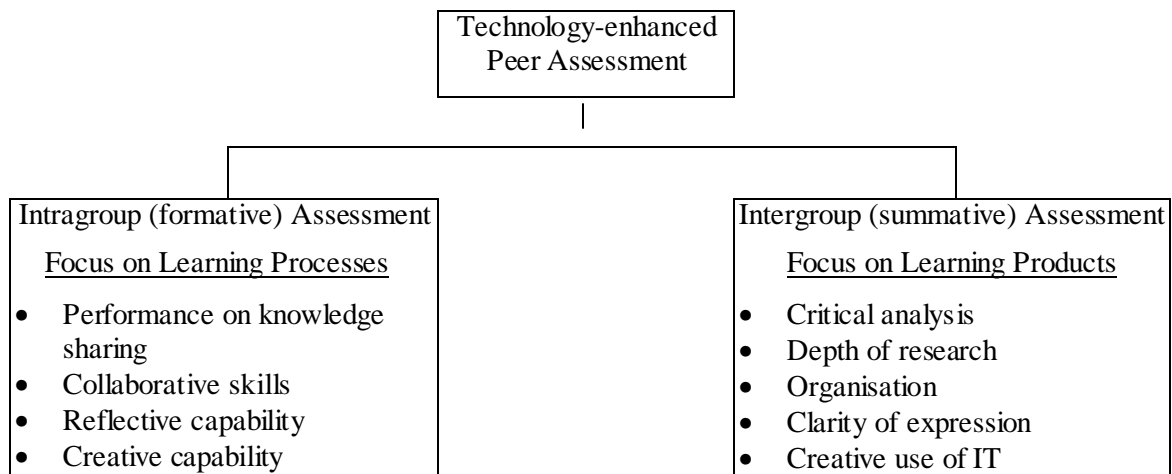 Technology-enhanced
Peer Assessment
Intragroup (formative) Assessment
Focus on Learning Processes
• Performance on knowledge
sharing
• Collaborative skills
• Reflective capability
• Creative capability
Intergroup (summative) Assessment
Focus on Learning Products
• Critical analysis
• Depth of research
• Organisation
• Clarity of expression
• Creative use of IT